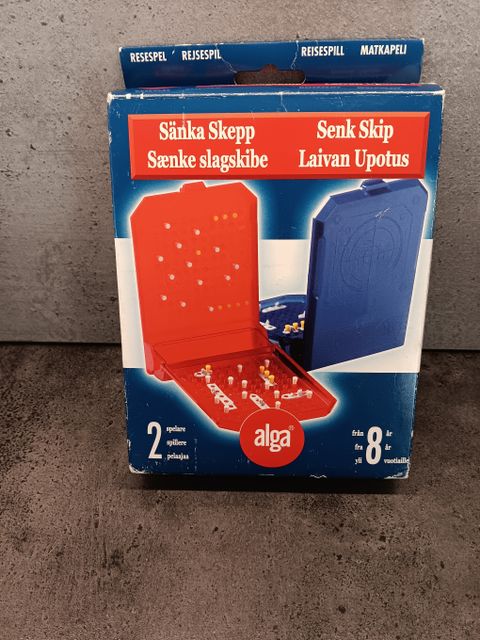 RESESPEL REJSESPIL REISESPILL MATKAPELI
Sänka Skepp
Sænke slagskibe
Senk Skip
Laivan Upotus
2 spelare
spillere
pelaajaa
alga®
från 8 år
fra år
yli vuotiaille